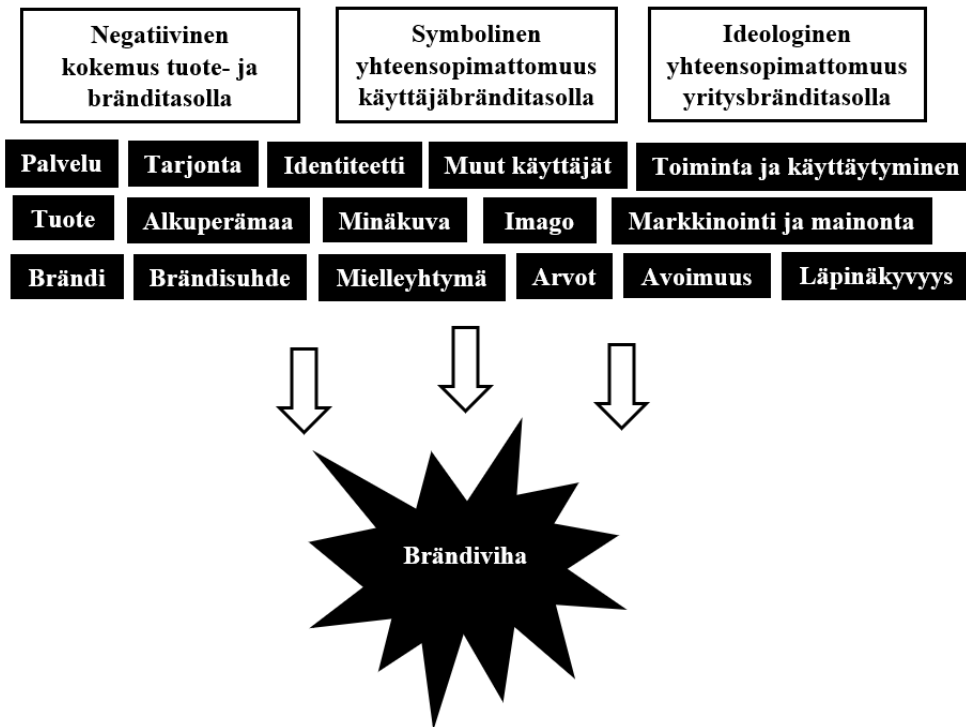 Negatiivinen
kokemus tuote- ja
bränditasolla
Symbolinen
yhteensopimattomuus
käyttäjäbränditasolla
Ideologinen
yhteensopimattomuus
yritysbränditasolla
Palvelu
Tarjonta
Identiteetti
Muut käyttäjät
Toiminta ja käyttäytyminen
Tuote
Alkuperämaa
Minäkuva
Imago
Markkinointi ja mainonta
Brändi
Brändisuhde
Mielleyhtymä
Arvot
Avoimuus
Läpinäkyvyys
Brändiviha